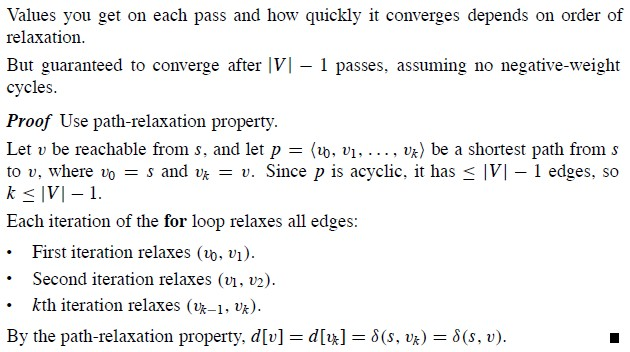 Values you get on each pass and how quickly it converges depends on order of
relaxation.
But guaranteed to converge after |V| − 1 passes, assuming no negative-weight
cycles.
Proof Use path-relaxation property.
Let v be reachable from s, and let p = ⟨v₀, v₁, . . . , vₖ⟩ be a shortest path from s
to v, where v₀ = s and vₖ = v. Since p is acyclic, it has ≤ |V| − 1 edges, so
k ≤ |V| − 1.
Each iteration of the for loop relaxes all edges:
• First iteration relaxes (v₀, v₁).
• Second iteration relaxes (v₁, v₂).
• kth iteration relaxes (vₖ₋₁, vₖ).
By the path-relaxation property, d[v] = d[vₖ] = δ(s, vₖ) = δ(s, v). ■